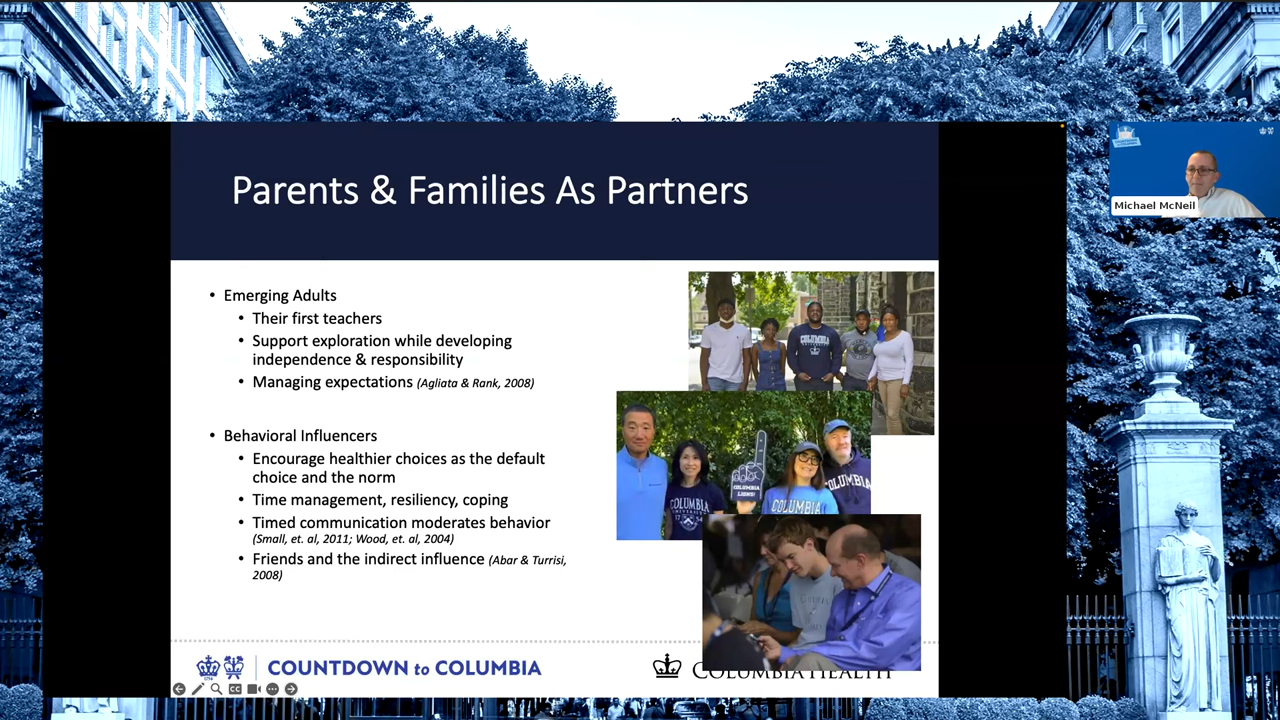 Parents & Families As Partners
Michael McNeil
• Emerging Adults
• Their first teachers
• Support exploration while developing
independence & responsibility
• Managing expectations (Agliata & Rank, 2008)
• Behavioral Influencers
• Encourage healthier choices as the default
choice and the norm
• Time management, resiliency, coping
• Timed communication moderates behavior
(Small, et. al, 2011; Wood, et. al, 2004)
• Friends and the indirect influence (Abar & Turrisi,
2008)
COLUMBIA
COLUMBIA
LIONS!
COLUMBIA
COLUMBIA
COLUMBIA
COUNTDOWN to COLUMBIA
COLUMBIA HEALTH
CC